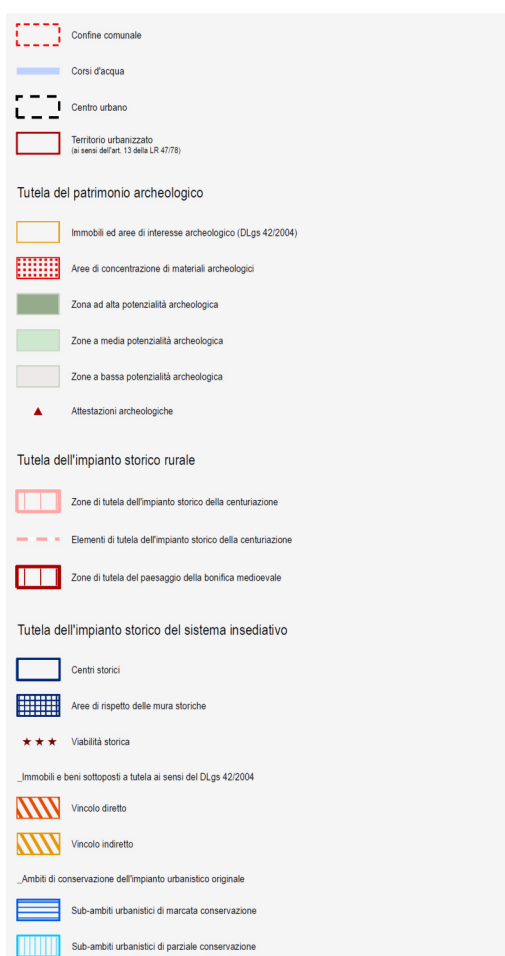 Confine comunale
Corsi d'acqua
Centro urbano
Territorio urbanizzato
(ai sensi dell'art. 13 della LR 47/78)
Tutela del patrimonio archeologico
Immobili ed aree di interesse archeologico (DLgs 42/2004)
Aree di concentrazione di materiali archeologici
Zona ad alta potenzialità archeologica
Zone a media potenzialità archeologica
Zone a bassa potenzialità archeologica
Attestazioni archeologiche
Tutela dell'impianto storico rurale
Zone di tutela dell'impianto storico della centuriazione
Elementi di tutela dell'impianto storico della centuriazione
Zone di tutela del paesaggio della bonifica medioevale
Tutela dell'impianto storico del sistema insediativo
Centri storici
Aree di rispetto delle mura storiche
Viabilità storica
_Immobili e beni sottoposti a tutela ai sensi del DLgs 42/2004
Vincolo diretto
Vincolo indiretto
_Ambiti di conservazione dell'impianto urbanistico originale
Sub-ambiti urbanistici di marcata conservazione
Sub-ambiti urbanistici di parziale conservazione